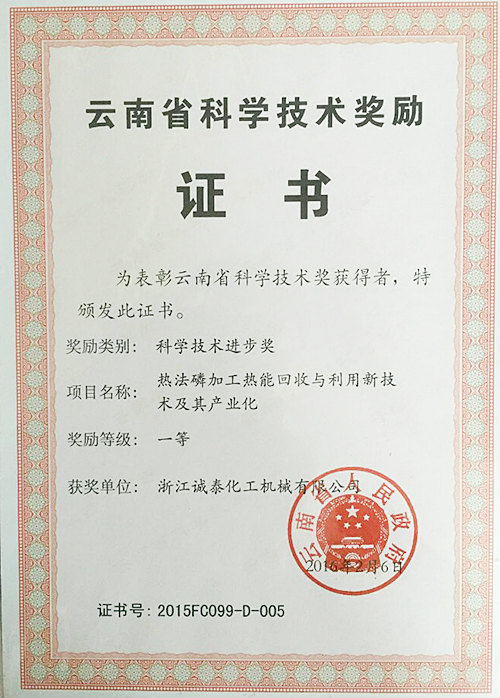 云南省科学技术奖励
证书
为表彰云南省科学技术奖获得者，特
颁发此证书。
奖励类别： 科学技术进步奖
项目名称： 热法磷加工热能回收与利用新技
术及其产业化
奖励等级： 一等
获奖单位： 浙江诚泰化工机械有限公司
云南省人民政府
2016年2月6日
证书号: 2015FC099-D-005